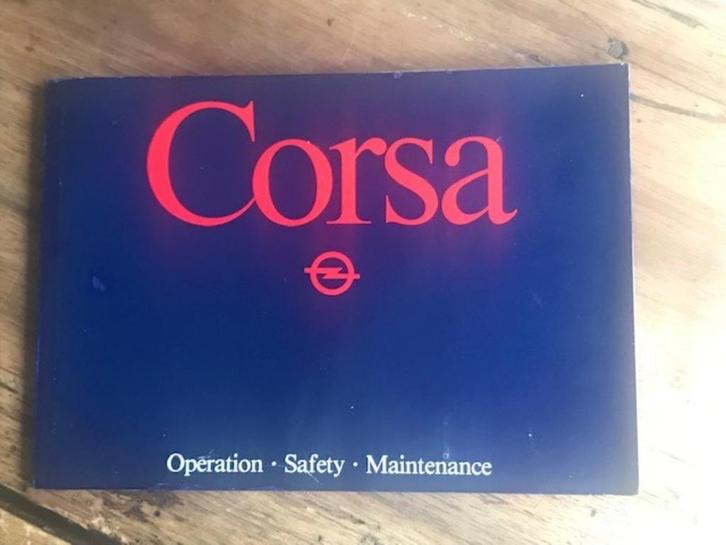 Corsa
Operation · Safety · Maintenance